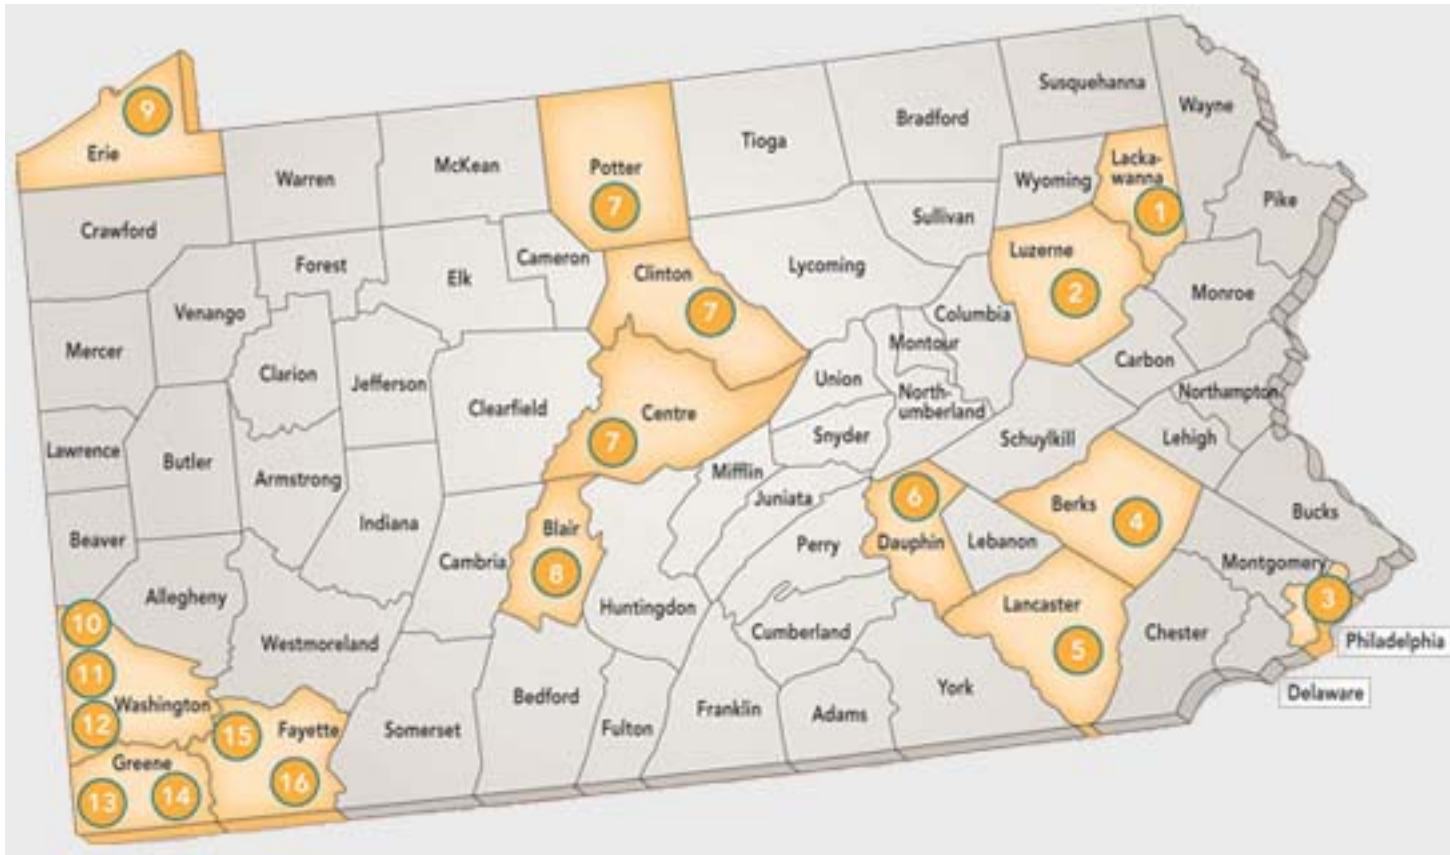 9
Erie
Warren
McKean
Potter
7
Tioga
Bradford
Susquehanna
Wayne
Wyoming
Lacka-
wanna
1
Pike
Crawford
Forest
Elk
Cameron
Clinton
7
Lycoming
Sullivan
Luzerne
2
Monroe
Venango
Mercer
Clarion
Jefferson
Clearfield
Centre
7
Union
Montour
Columbia
North-
umberland
Snyder
Carbon
Northampton
Schuylkill
Lehigh
Lawrence
Butler
Armstrong
Indiana
Mifflin
Juniata
6
Dauphin
Lebanon
Berks
4
Bucks
Beaver
Blair
8
Cambria
Perry
Montgomery
3
Philadelphia
Allegheny
Huntingdon
Cumberland
Lancaster
5
Chester
Delaware
10
11
12
Washington
Westmoreland
15
Fayette
16
Somerset
Bedford
Fulton
Franklin
Adams
York
Greene
13
14